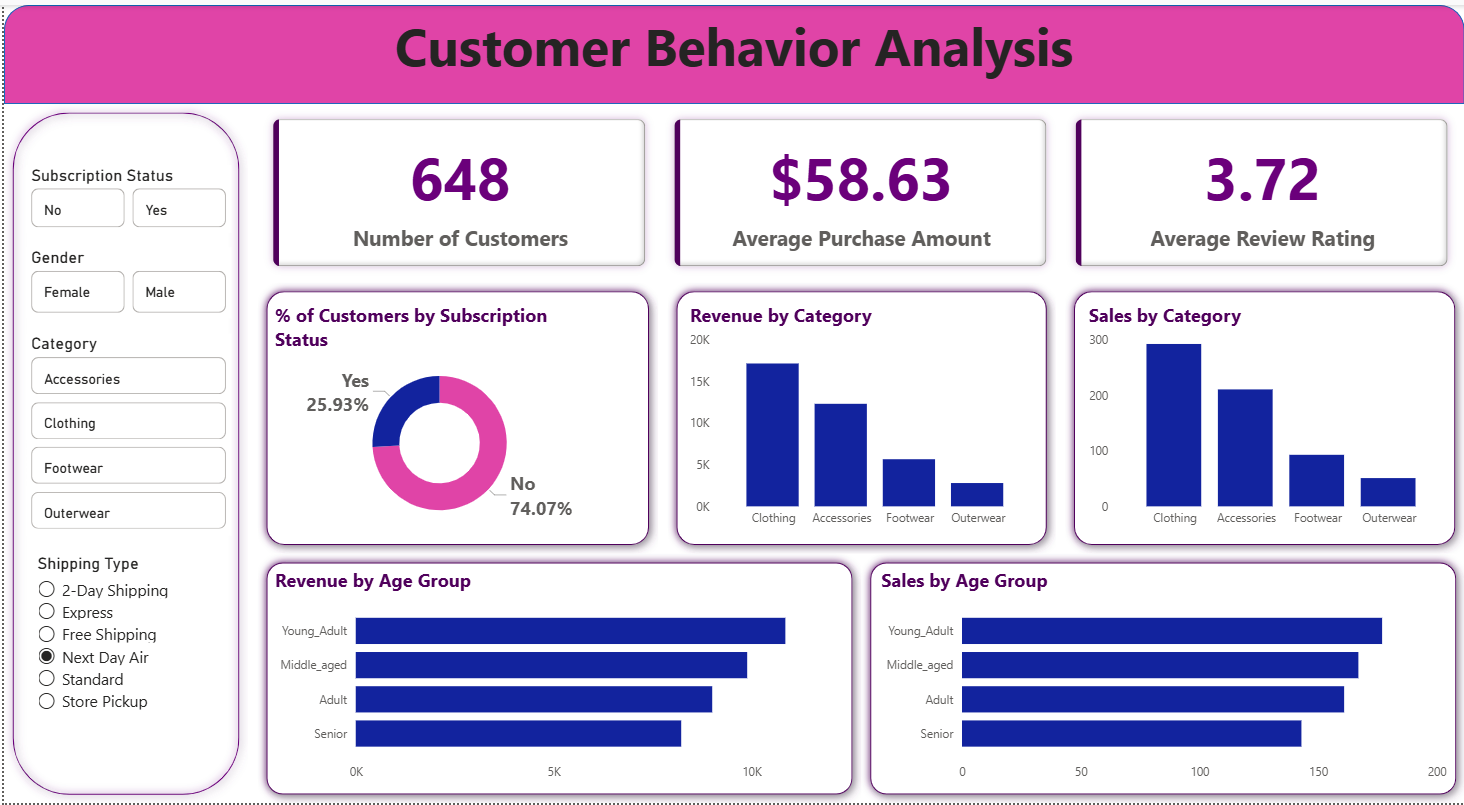 Customer Behavior Analysis
Subscription Status
No
Yes
Gender
Female
Male
Category
Accessories
Clothing
Footwear
Outerwear
Shipping Type
2-Day Shipping
Express
Free Shipping
Next Day Air
Standard
Store Pickup
648
Number of Customers
$58.63
Average Purchase Amount
3.72
Average Review Rating
% of Customers by Subscription
Status
Yes
25.93%
No
74.07%
Revenue by Category
20K
15K
10K
5K
0K
Clothing
Accessories
Footwear
Outerwear
Sales by Category
300
200
100
0
Clothing
Accessories
Footwear
Outerwear
Revenue by Age Group
Young_Adult
Middle_aged
Adult
Senior
0K
5K
10K
Sales by Age Group
Young_Adult
Middle_aged
Adult
Senior
0
50
100
150
200